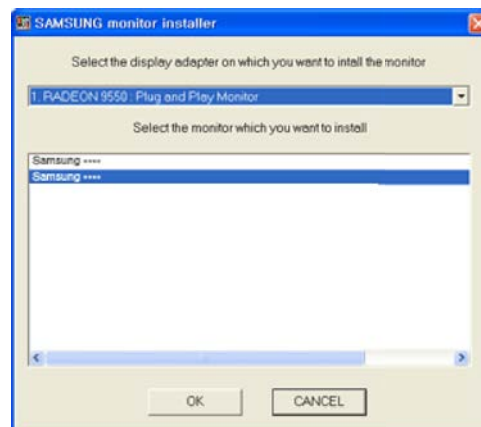 SAMSUNG monitor installer
Select the display adapter on which you want to intall the monitor
1. RADEON 9550 : Plug and Play Monitor
Select the monitor which you want to install
Samsung ····
Samsung ····
OK
CANCEL